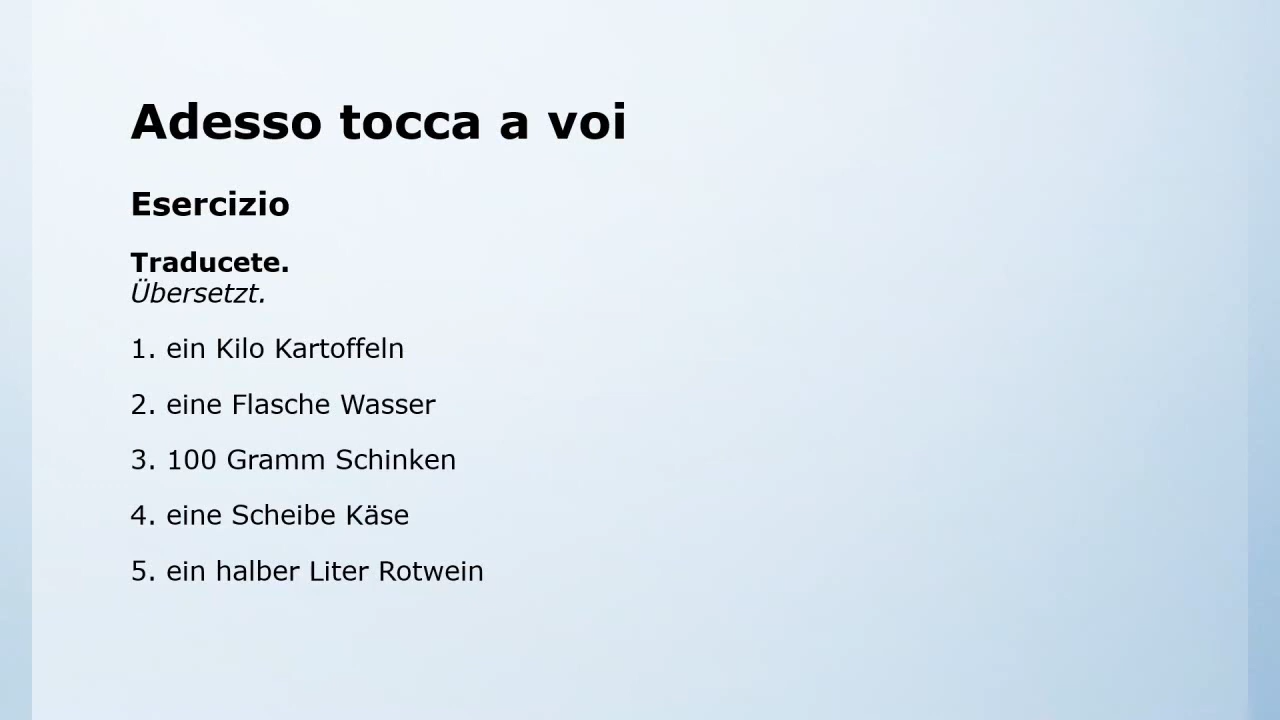 Adesso tocca a voi
Esercizio
Traducete.
Übersetzt.
1. ein Kilo Kartoffeln
2. eine Flasche Wasser
3. 100 Gramm Schinken
4. eine Scheibe Käse
5. ein halber Liter Rotwein